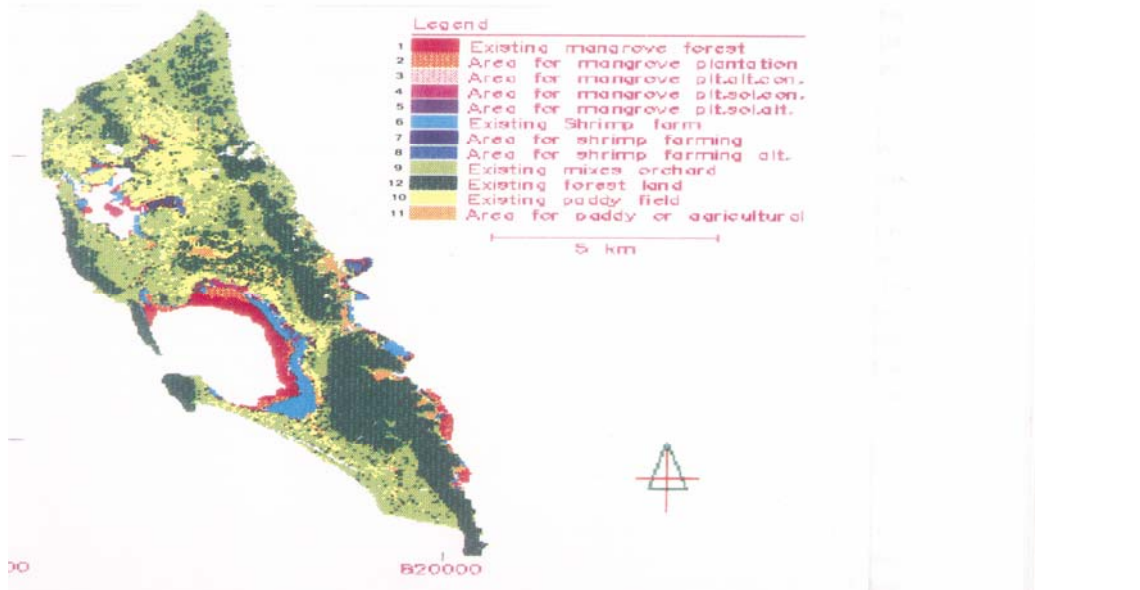 Legend
1 Existing mangrove forest
2 Area for mangrove plantation
3 Area for mangrove plt.alt.con.
4 Area for mangrove plt.sol.con.
5 Area for mangrove plt.sol.alt.
6 Existing Shrimp farm
7 Area for shrimp farming
8 Area for shrimp farming alt.
9 Existing mixes orchard
12 Existing forest land
10 Existing paddy field
11 Area for paddy or agricultural
5 km
00
820000